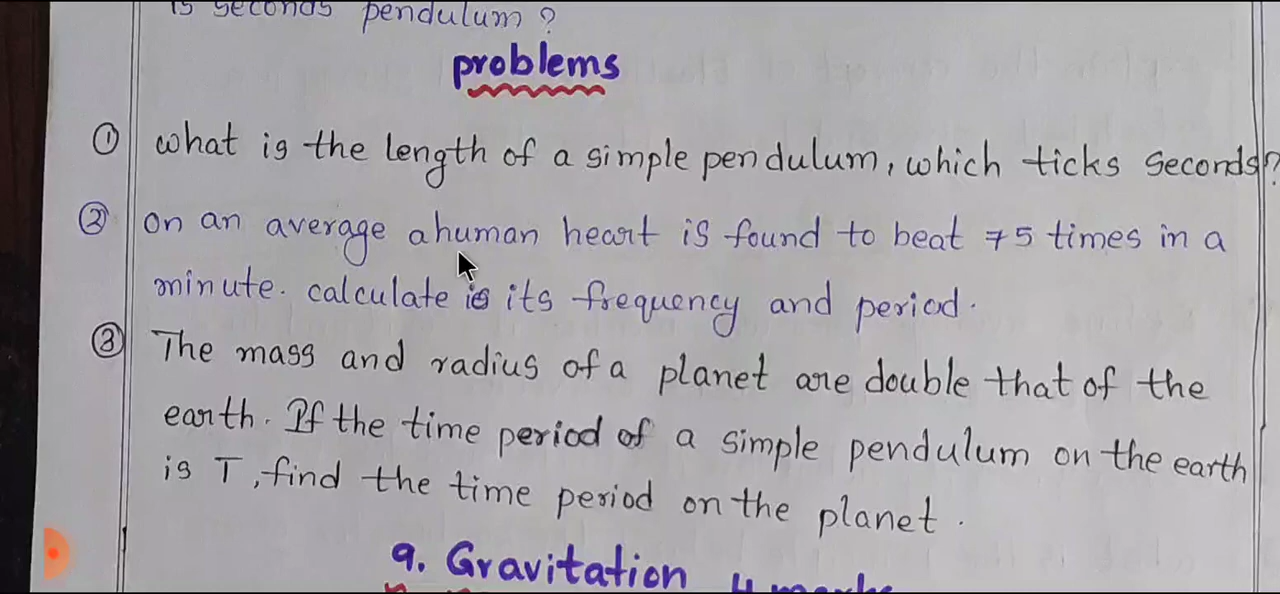 is seconds pendulum?
problems
① what is the length of a simple pendulum, which ticks seconds?
② on an average a human heart is found to beat 75 times in a
minute. calculate is its frequency and period.
③ The mass and radius of a planet are double that of the
earth. If the time period of a simple pendulum on the earth
is T, find the time period on the planet.
9. Gravitation 4 marks